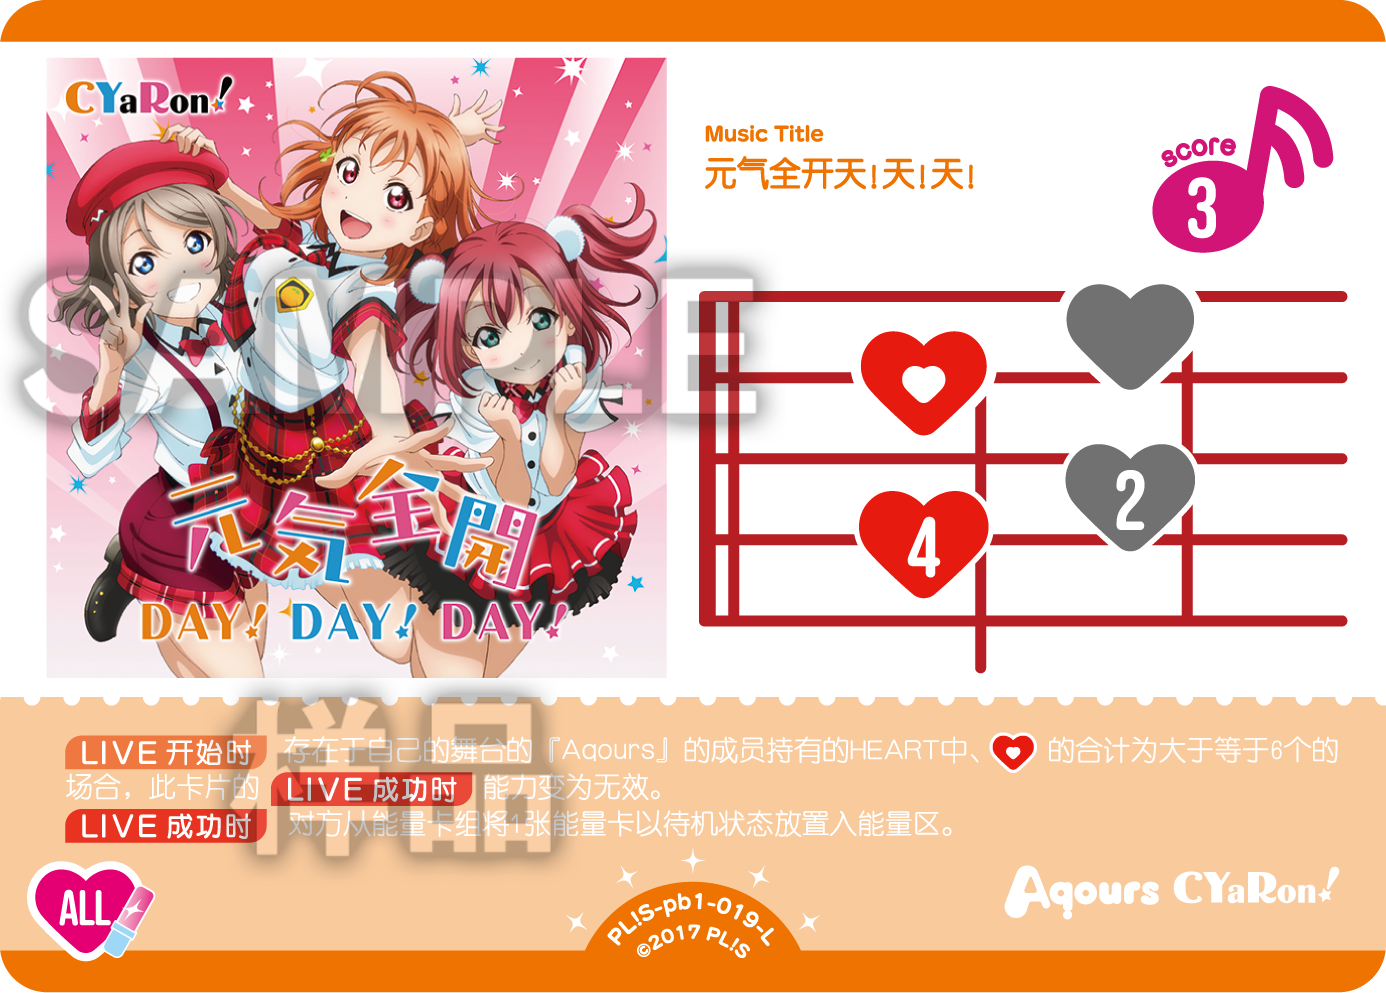 CYaRon!
Music Title
元气全开天!天!天!
score
3
4
2
SAMPLE
元気全開
DAY! DAY! DAY!
LIVE 开始时 存在于自己的舞台的『Aqours』的成员持有的HEART中、 的合计为大于等于6个的
场合，此卡片的 LIVE 成功时 能力变为无效。
LIVE 成功时 对方从能量卡组将1张能量卡以待机状态放置入能量区。
样品
ALL
Aqours CYaRon!
PL!S-pb1-019-L
©2017 PL!S